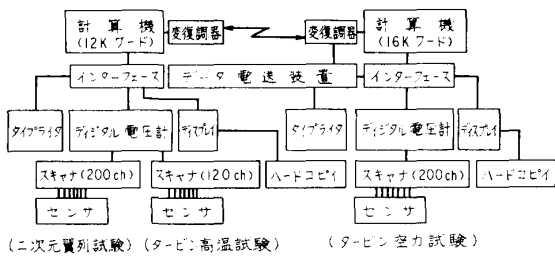 計算機 変復調器 変復調器 計算機
(12Kワード) (16Kワード)
インターフェース データ電送装置 インターフェース
タイプライタ ディジタル電圧計 ディスプレイ タイプライタ ディジタル電圧計 ディスプレイ
スキャナ(200ch) スキャナ(120ch) ハードコピイ スキャナ(200ch) ハードコピイ
センサ センサ センサ
(二次元翼列試験) (タービン高温試験) (タービン空力試験)